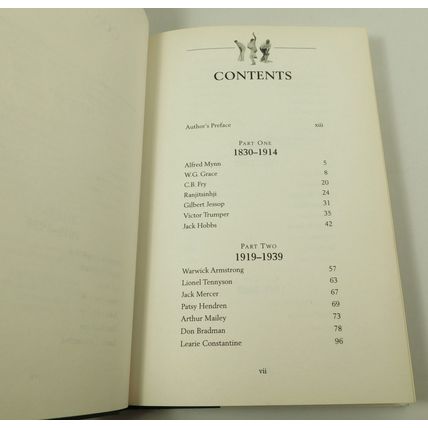 CONTENTS
Author's Preface xiii
PART ONE
1830–1914
Alfred Mynn 5
W.G. Grace 8
C.B. Fry 20
Ranjitsinhji 24
Gilbert Jessop 31
Victor Trumper 35
Jack Hobbs 42
PART TWO
1919–1939
Warwick Armstrong 57
Lionel Tennyson 63
Jack Mercer 67
Patsy Hendren 69
Arthur Mailey 73
Don Bradman 78
Learie Constantine 96
vii